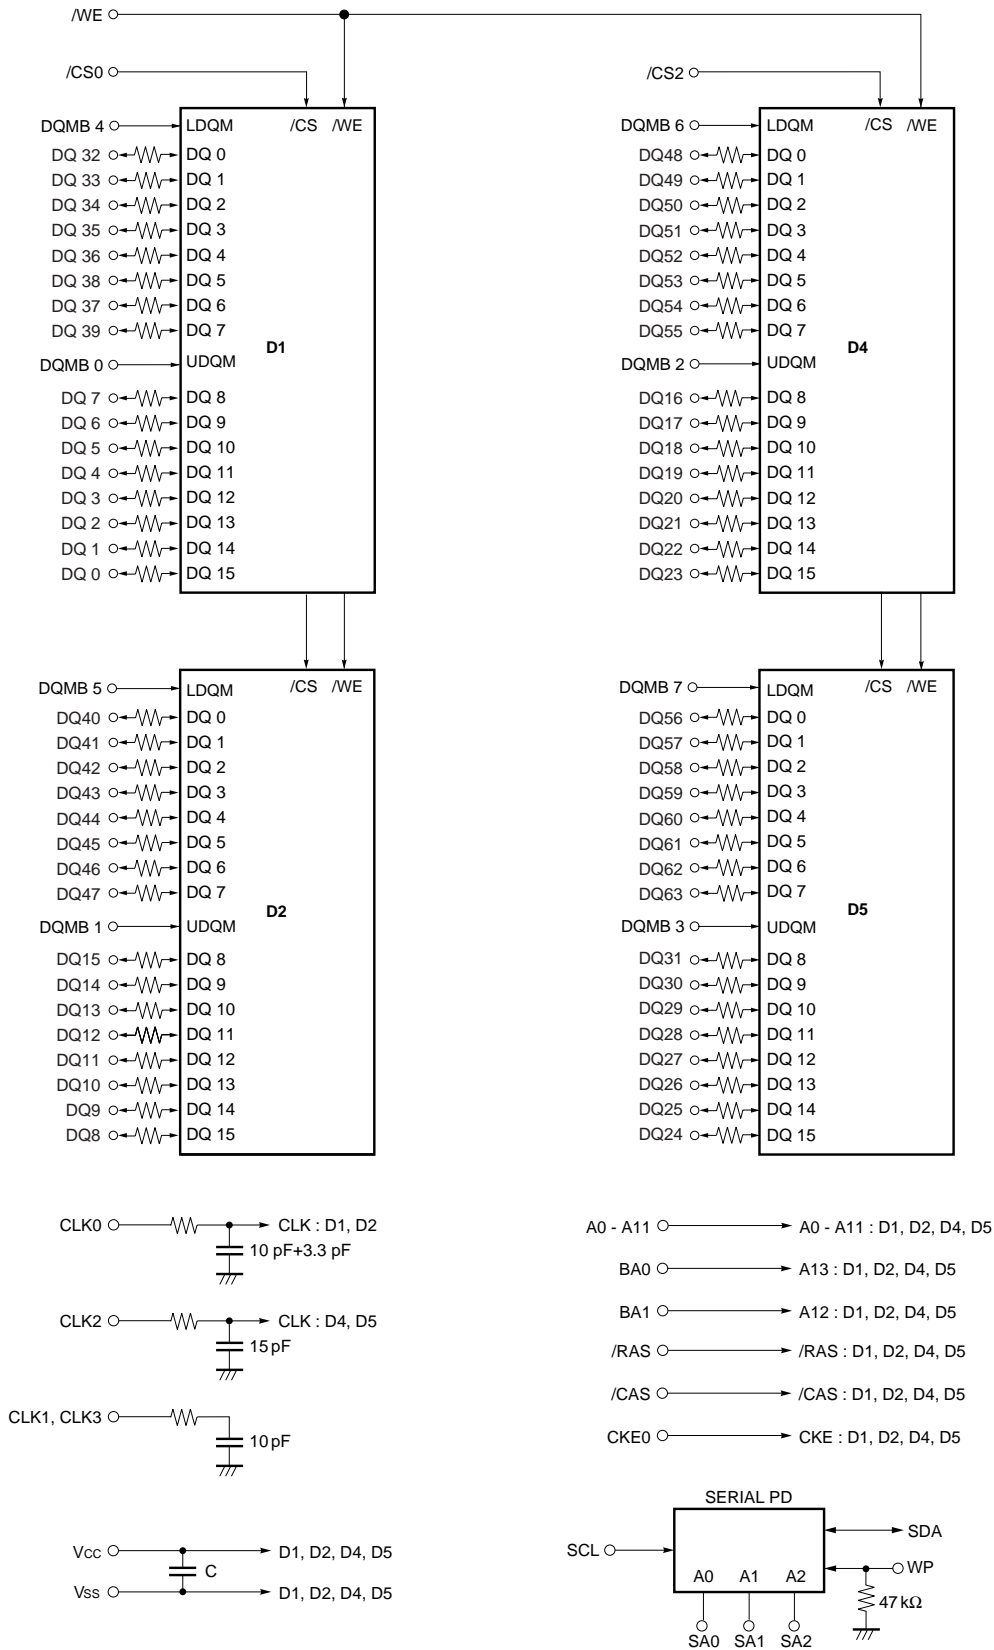 /WE
/CS0
DQMB 4 LDQM /CS /WE
DQ 32 DQ 0
DQ 33 DQ 1
DQ 34 DQ 2
DQ 35 DQ 3
DQ 36 DQ 4
DQ 38 DQ 5
DQ 37 DQ 6
DQ 39 DQ 7
D1
DQMB 0 UDQM
DQ 7 DQ 8
DQ 6 DQ 9
DQ 5 DQ 10
DQ 4 DQ 11
DQ 3 DQ 12
DQ 2 DQ 13
DQ 1 DQ 14
DQ 0 DQ 15
/CS2
DQMB 6 LDQM /CS /WE
DQ48 DQ 0
DQ49 DQ 1
DQ50 DQ 2
DQ51 DQ 3
DQ52 DQ 4
DQ53 DQ 5
DQ54 DQ 6
DQ55 DQ 7
D4
DQMB 2 UDQM
DQ16 DQ 8
DQ17 DQ 9
DQ18 DQ 10
DQ19 DQ 11
DQ20 DQ 12
DQ21 DQ 13
DQ22 DQ 14
DQ23 DQ 15
DQMB 5 LDQM /CS /WE
DQ40 DQ 0
DQ41 DQ 1
DQ42 DQ 2
DQ43 DQ 3
DQ44 DQ 4
DQ45 DQ 5
DQ46 DQ 6
DQ47 DQ 7
D2
DQMB 1 UDQM
DQ15 DQ 8
DQ14 DQ 9
DQ13 DQ 10
DQ12 DQ 11
DQ11 DQ 12
DQ10 DQ 13
DQ9 DQ 14
DQ8 DQ 15
DQMB 7 LDQM /CS /WE
DQ56 DQ 0
DQ57 DQ 1
DQ58 DQ 2
DQ59 DQ 3
DQ60 DQ 4
DQ61 DQ 5
DQ62 DQ 6
DQ63 DQ 7
D5
DQMB 3 UDQM
DQ31 DQ 8
DQ30 DQ 9
DQ29 DQ 10
DQ28 DQ 11
DQ27 DQ 12
DQ26 DQ 13
DQ25 DQ 14
DQ24 DQ 15
CLK0 CLK : D1, D2
10 pF+3.3 pF
CLK2 CLK : D4, D5
15 pF
CLK1, CLK3
10 pF
Vcc D1, D2, D4, D5
C
Vss D1, D2, D4, D5
A0 - A11 A0 - A11 : D1, D2, D4, D5
BA0 A13 : D1, D2, D4, D5
BA1 A12 : D1, D2, D4, D5
/RAS /RAS : D1, D2, D4, D5
/CAS /CAS : D1, D2, D4, D5
CKE0 CKE : D1, D2, D4, D5
SERIAL PD
SDA
SCL
WP
A0 A1 A2
47 kΩ
SA0 SA1 SA2